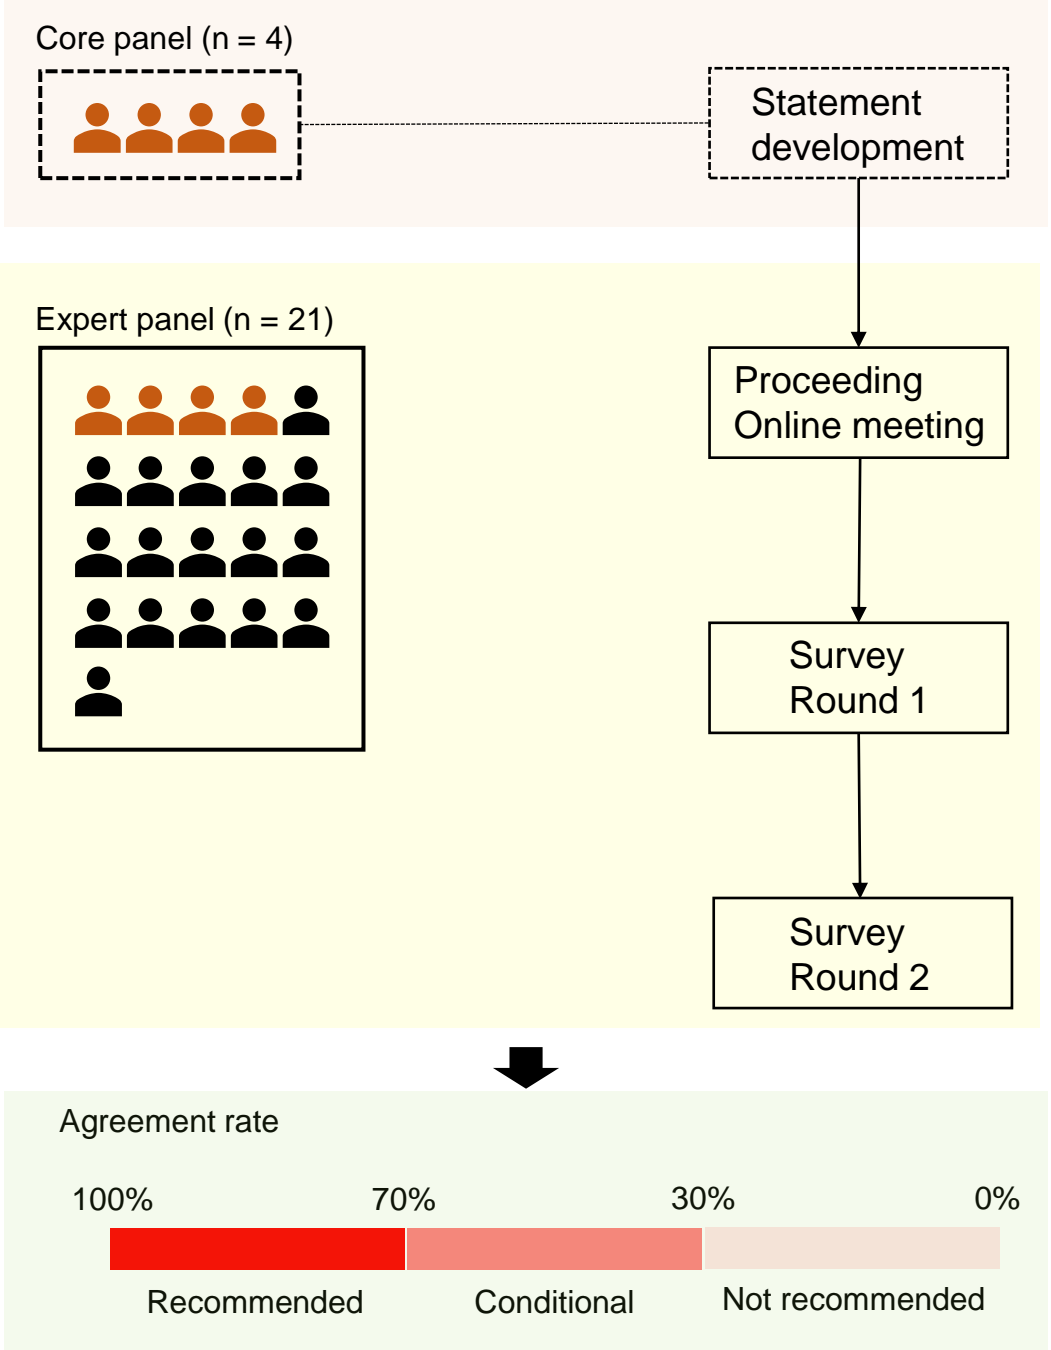 Core panel (n = 4)
Statement
development
Expert panel (n = 21)
Proceeding
Online meeting
Survey
Round 1
Survey
Round 2
Agreement rate
100% 70% 30% 0%
Recommended Conditional Not recommended